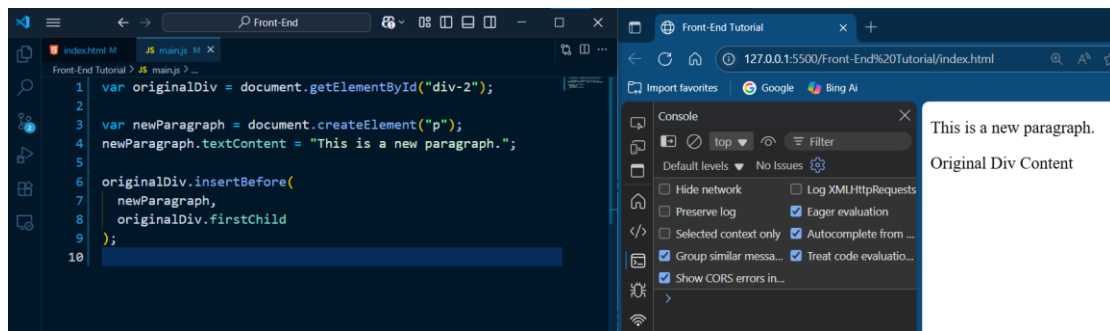 Front-End
index.html M
JS main.js M
Front-End Tutorial > JS main.js > ...
1 var originalDiv = document.getElementById("div-2");
2
3 var newParagraph = document.createElement("p");
4 newParagraph.textContent = "This is a new paragraph.";
5
6 originalDiv.insertBefore(
7 newParagraph,
8 originalDiv.firstChild
9 );
10
Front-End Tutorial
127.0.0.1:5500/Front-End%20Tutorial/index.html
Import favorites
Google
Bing Ai
Console
top
Filter
Default levels
No Issues
Hide network
Log XMLHttpRequests
Preserve log
Eager evaluation
Selected context only
Autocomplete from ...
Group similar messa...
Treat code evaluatio...
Show CORS errors in...
This is a new paragraph.
Original Div Content